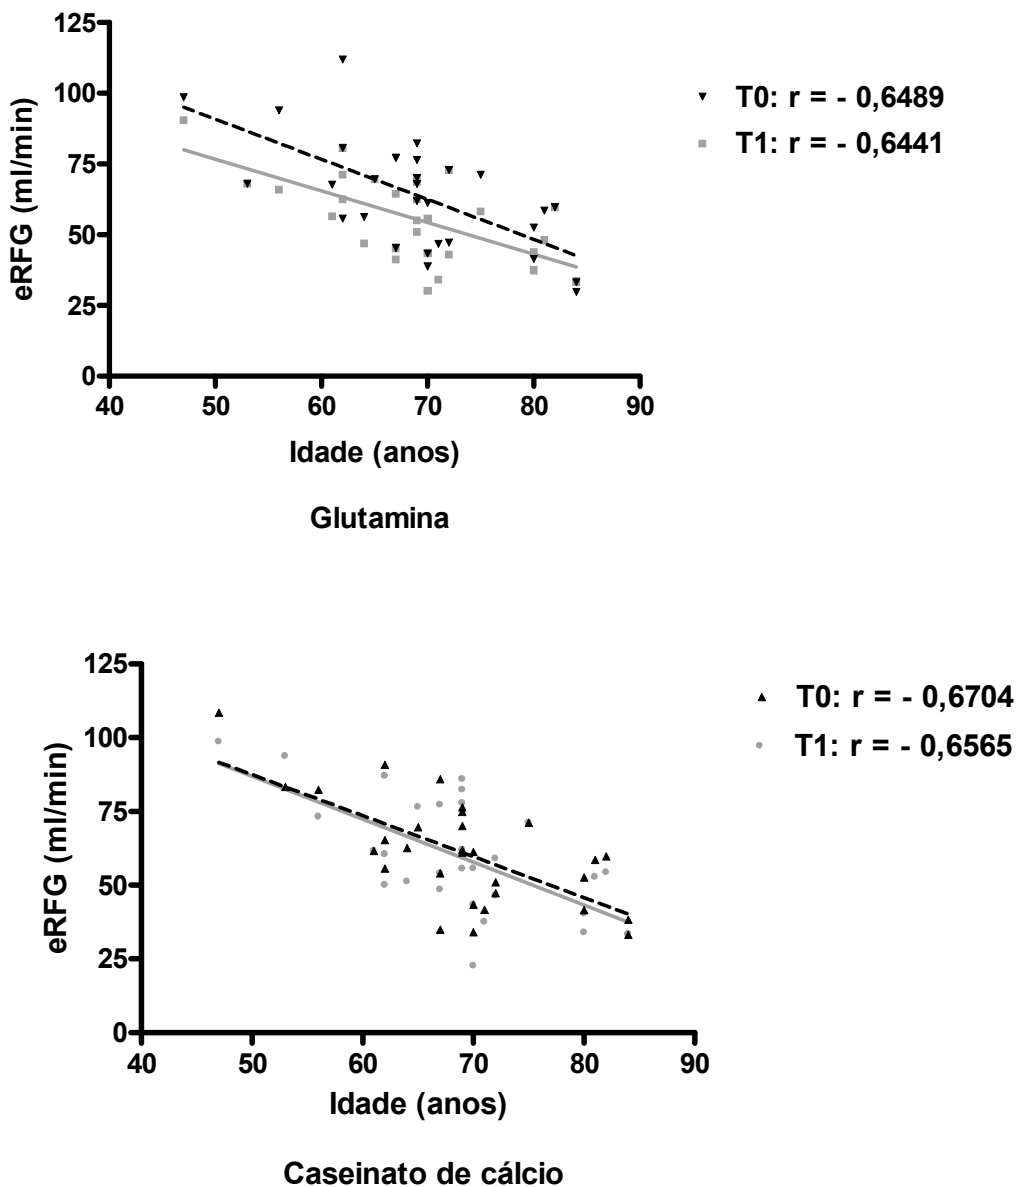 125
100
75
50
25
0
eRFG (ml/min)
40 50 60 70 80 90
Idade (anos)
T0: r = - 0,6489
T1: r = - 0,6441
Glutamina
125
100
75
50
25
0
eRFG (ml/min)
40 50 60 70 80 90
Idade (anos)
T0: r = - 0,6704
T1: r = - 0,6565
Caseinato de cálcio